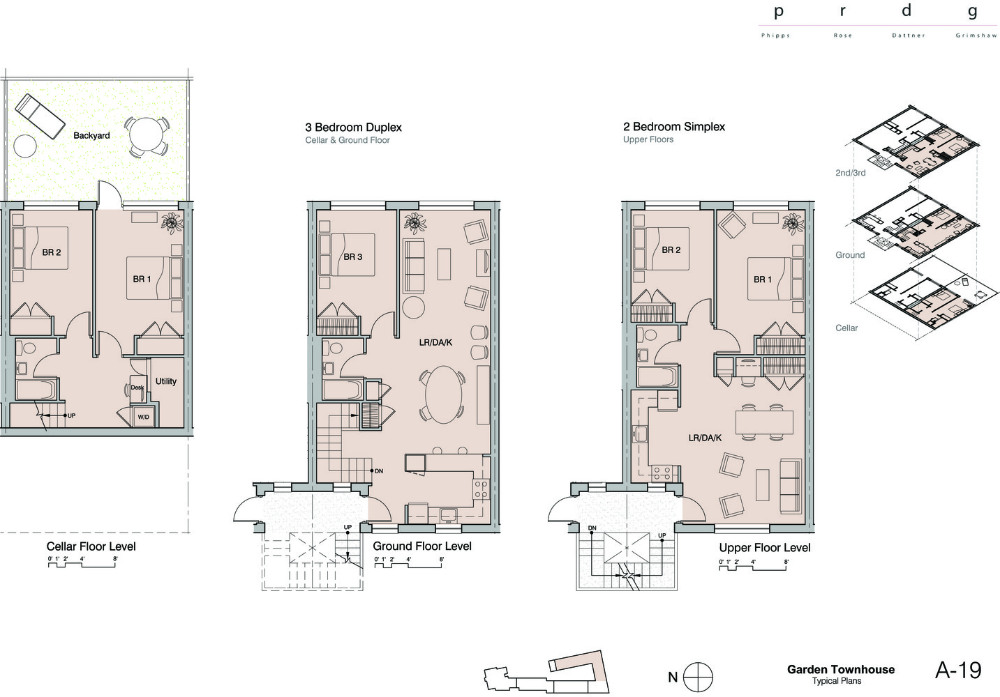 p r d g
Phipps Rose Dattner Grimshaw
Backyard
3 Bedroom Duplex
Cellar & Ground Floor
2 Bedroom Simplex
Upper Floors
2nd/3rd
Ground
Cellar
BR 2
BR 1
Desk
Utility
W/D
UP
Cellar Floor Level
0' 1' 2' 4' 8'
BR 3
LR/DA/K
DN
UP
Ground Floor Level
0' 1' 2' 4' 8'
BR 2
BR 1
LR/DA/K
DN
UP
Upper Floor Level
0' 1' 2' 4' 8'
N
Garden Townhouse
Typical Plans
A-19